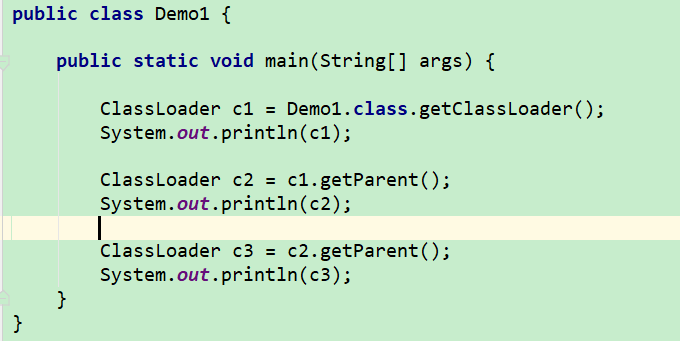 public class Demo1 {
public static void main(String[] args) {
ClassLoader c1 = Demo1.class.getClassLoader();
System.out.println(c1);
ClassLoader c2 = c1.getParent();
System.out.println(c2);
ClassLoader c3 = c2.getParent();
System.out.println(c3);
}
}